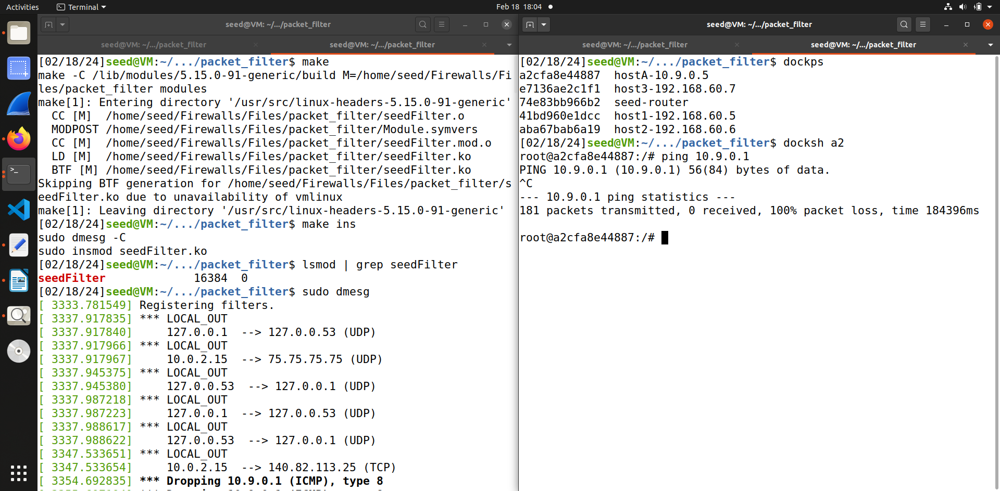 Activities
Terminal
Feb 18 18:04
seed@VM: ~/.../packet_filter
seed@VM: ~/.../packet_filter
seed@VM: ~/.../packet_filter
[02/18/24]seed@VM:~/.../packet_filter$ make
make -C /lib/modules/5.15.0-91-generic/build M=/home/seed/Firewalls/Fi
les/packet_filter modules
make[1]: Entering directory '/usr/src/linux-headers-5.15.0-91-generic'
  CC [M]  /home/seed/Firewalls/Files/packet_filter/seedFilter.o
  MODPOST /home/seed/Firewalls/Files/packet_filter/Module.symvers
  CC [M]  /home/seed/Firewalls/Files/packet_filter/seedFilter.mod.o
  LD [M]  /home/seed/Firewalls/Files/packet_filter/seedFilter.ko
  BTF [M] /home/seed/Firewalls/Files/packet_filter/seedFilter.ko
Skipping BTF generation for /home/seed/Firewalls/Files/packet_filter/s
eedFilter.ko due to unavailability of vmlinux
make[1]: Leaving directory '/usr/src/linux-headers-5.15.0-91-generic'
[02/18/24]seed@VM:~/.../packet_filter$ make ins
sudo dmesg -C
sudo insmod seedFilter.ko
[02/18/24]seed@VM:~/.../packet_filter$ lsmod | grep seedFilter
seedFilter             16384  0
[02/18/24]seed@VM:~/.../packet_filter$ sudo dmesg
[ 3333.781549] Registering filters.
[ 3337.917835] *** LOCAL_OUT
[ 3337.917840]     127.0.0.1  --> 127.0.0.53 (UDP)
[ 3337.917966] *** LOCAL_OUT
[ 3337.917967]     10.0.2.15  --> 75.75.75.75 (UDP)
[ 3337.945375] *** LOCAL_OUT
[ 3337.945380]     127.0.0.53  --> 127.0.0.1 (UDP)
[ 3337.987218] *** LOCAL_OUT
[ 3337.987223]     127.0.0.1  --> 127.0.0.53 (UDP)
[ 3337.988617] *** LOCAL_OUT
[ 3337.988622]     127.0.0.53  --> 127.0.0.1 (UDP)
[ 3347.533651] *** LOCAL_OUT
[ 3347.533654]     10.0.2.15  --> 140.82.113.25 (TCP)
[ 3354.692835] *** Dropping 10.9.0.1 (ICMP), type 8
seed@VM: ~/.../packet_filter
seed@VM: ~/.../packet_filter
seed@VM: ~/.../packet_filter
[02/18/24]seed@VM:~/.../packet_filter$ dockps
a2cfa8e44887  hostA-10.9.0.5
e7136ae2c1f1  host3-192.168.60.7
74e83bb966b2  seed-router
41bd960e1dcc  host1-192.168.60.5
aba67bab6a19  host2-192.168.60.6
[02/18/24]seed@VM:~/.../packet_filter$ docksh a2
root@a2cfa8e44887:/# ping 10.9.0.1
PING 10.9.0.1 (10.9.0.1) 56(84) bytes of data.
^C
--- 10.9.0.1 ping statistics ---
181 packets transmitted, 0 received, 100% packet loss, time 184396ms
root@a2cfa8e44887:/#